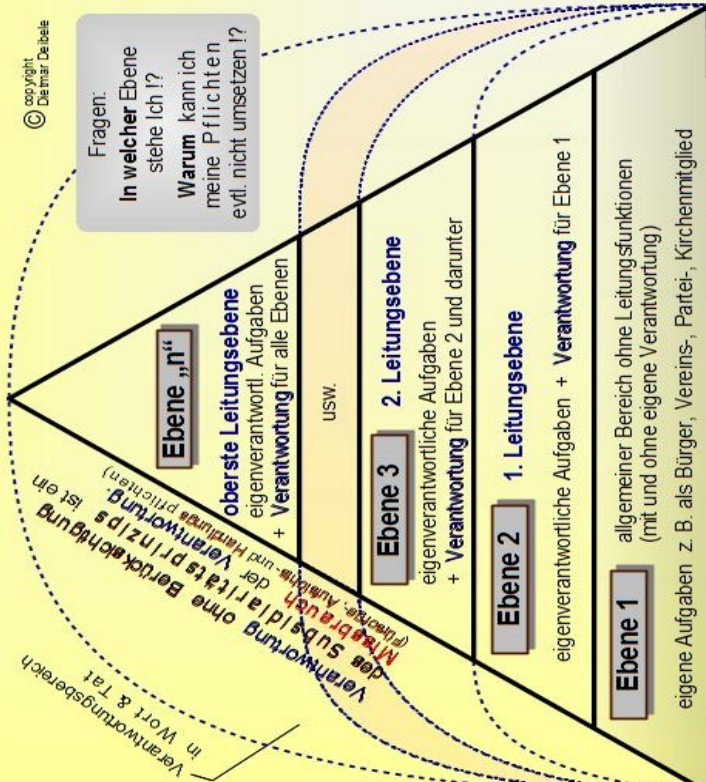 © copyright
Dietmar Deibele
Fragen:
In welcher Ebene
stehe Ich !?
Warum kann ich
meine Pflichten
evtl. nicht umsetzen !?
Verantwortungsbereich
in Wort & Tat
Verantwortung ohne Berücksichtigung
des Subsidiaritätsprinzips ist ein
Missbrauch der Verantwortung.
(Fürsorge-, Aufsichts- und Handlungspflichten)
Ebene „n“
oberste Leitungsebene
eigenverantwortl. Aufgaben
+ Verantwortung für alle Ebenen
usw.
Ebene 3 2. Leitungsebene
eigenverantwortliche Aufgaben
+ Verantwortung für Ebene 2 und darunter
Ebene 2 1. Leitungsebene
eigenverantwortliche Aufgaben + Verantwortung für Ebene 1
Ebene 1 allgemeiner Bereich ohne Leitungsfunktionen
(mit und ohne eigene Verantwortung)
eigene Aufgaben z. B. als Bürger, Vereins-, Partei-, Kirchenmitglied